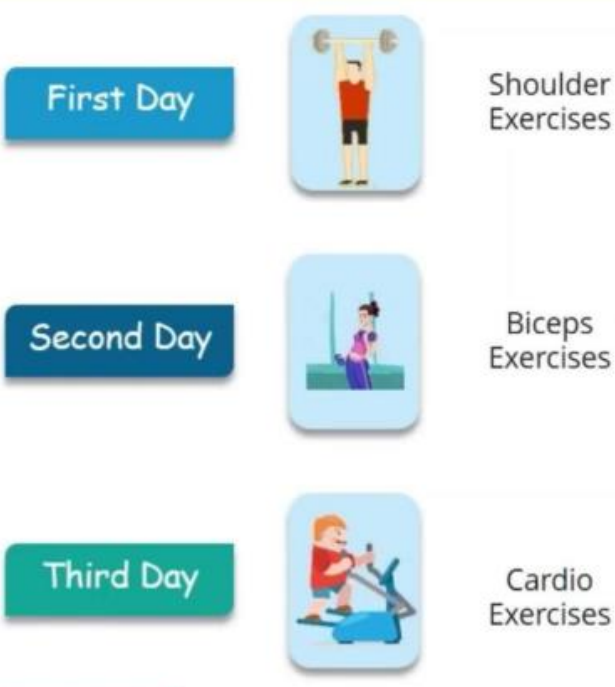 First Day
Shoulder
Exercises
Second Day
Biceps
Exercises
Third Day
Cardio
Exercises